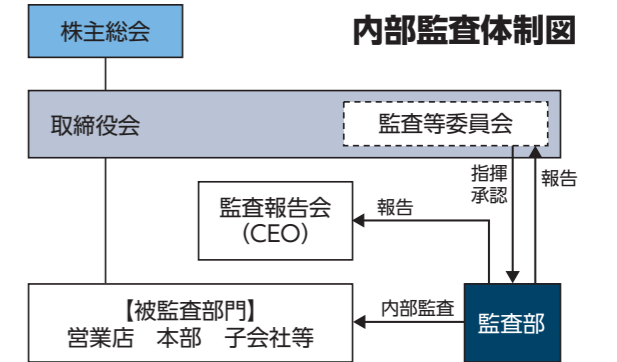 株主総会
内部監査体制図
取締役会
監査等委員会
指揮
承認
報告
監査報告会
(CEO)
報告
【被監査部門】
営業店　本部　子会社等
内部監査
監査部